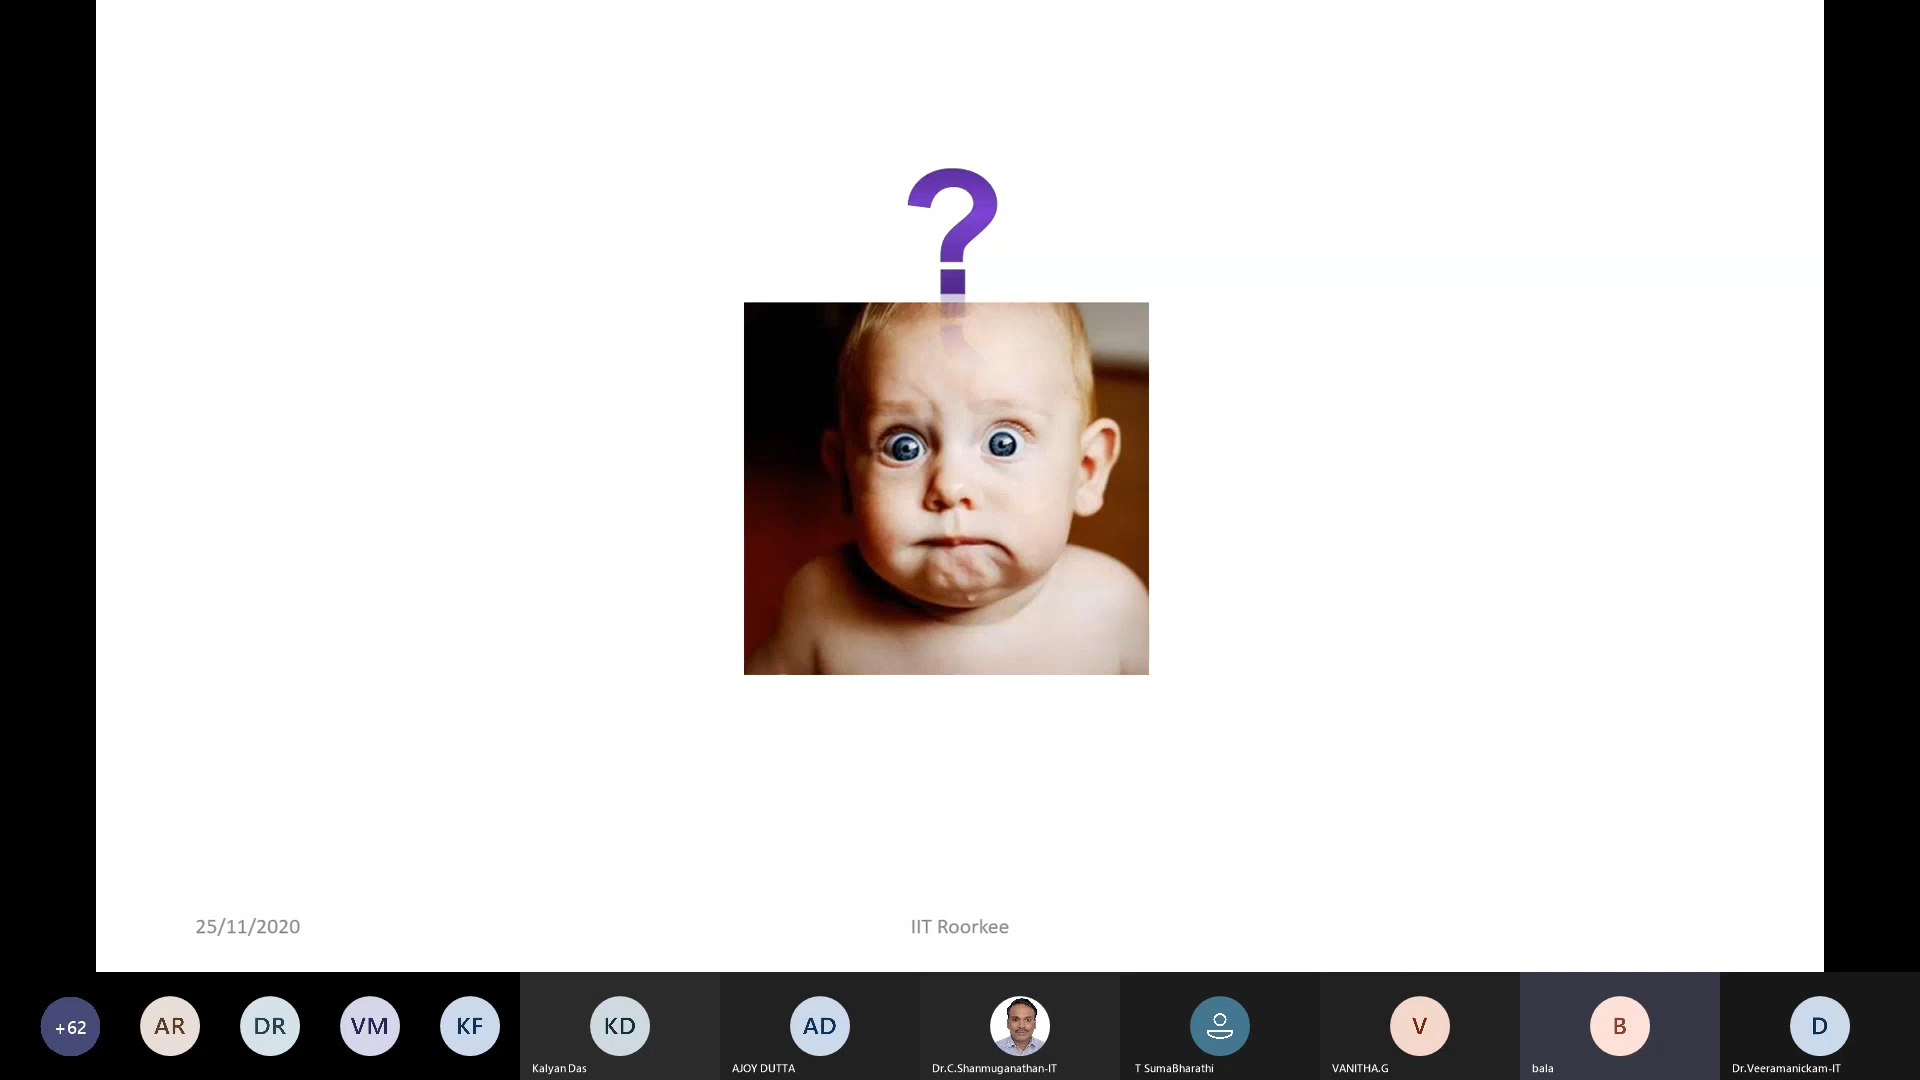 ?
25/11/2020
IIT Roorkee
+62
AR
DR
VM
KF
KD
AD
V
B
D
Kalyan Das
AJOY DUTTA
Dr.C.Shanmuganathan-IT
T SumaBharathi
VANITHA.G
bala
Dr.Veeramanickam-IT